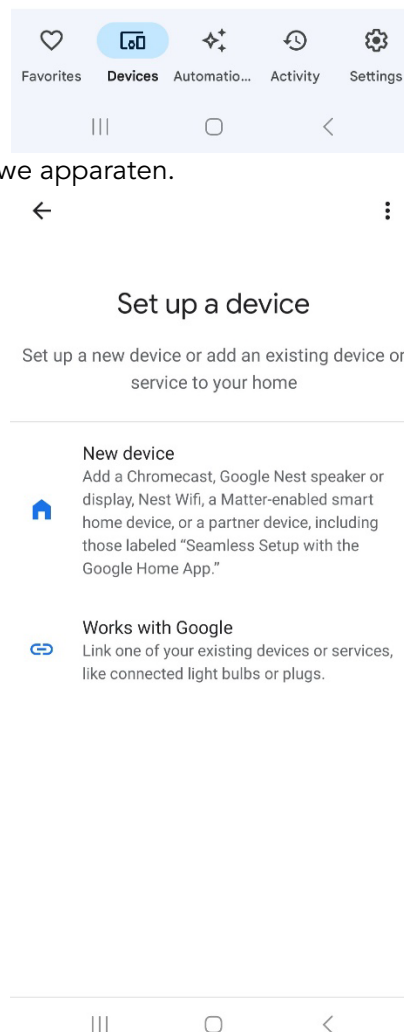 Favorites Devices Automatio... Activity Settings
we apparaten.
Set up a device
Set up a new device or add an existing device or
service to your home
New device
Add a Chromecast, Google Nest speaker or
display, Nest Wifi, a Matter-enabled smart
home device, or a partner device, including
those labeled “Seamless Setup with the
Google Home App.”
Works with Google
Link one of your existing devices or services,
like connected light bulbs or plugs.